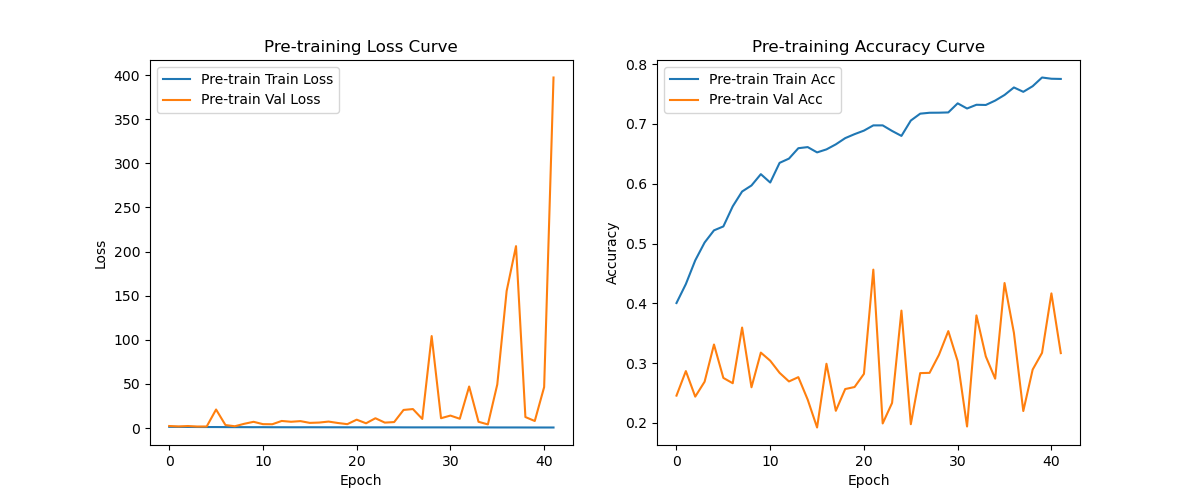 Pre-training Loss Curve
Pre-train Train Loss
Pre-train Val Loss
400
350
300
250
200
150
100
50
0
Loss
0 10 20 30 40
Epoch
Pre-training Accuracy Curve
Pre-train Train Acc
Pre-train Val Acc
0.8
0.7
0.6
0.5
0.4
0.3
0.2
Accuracy
0 10 20 30 40
Epoch